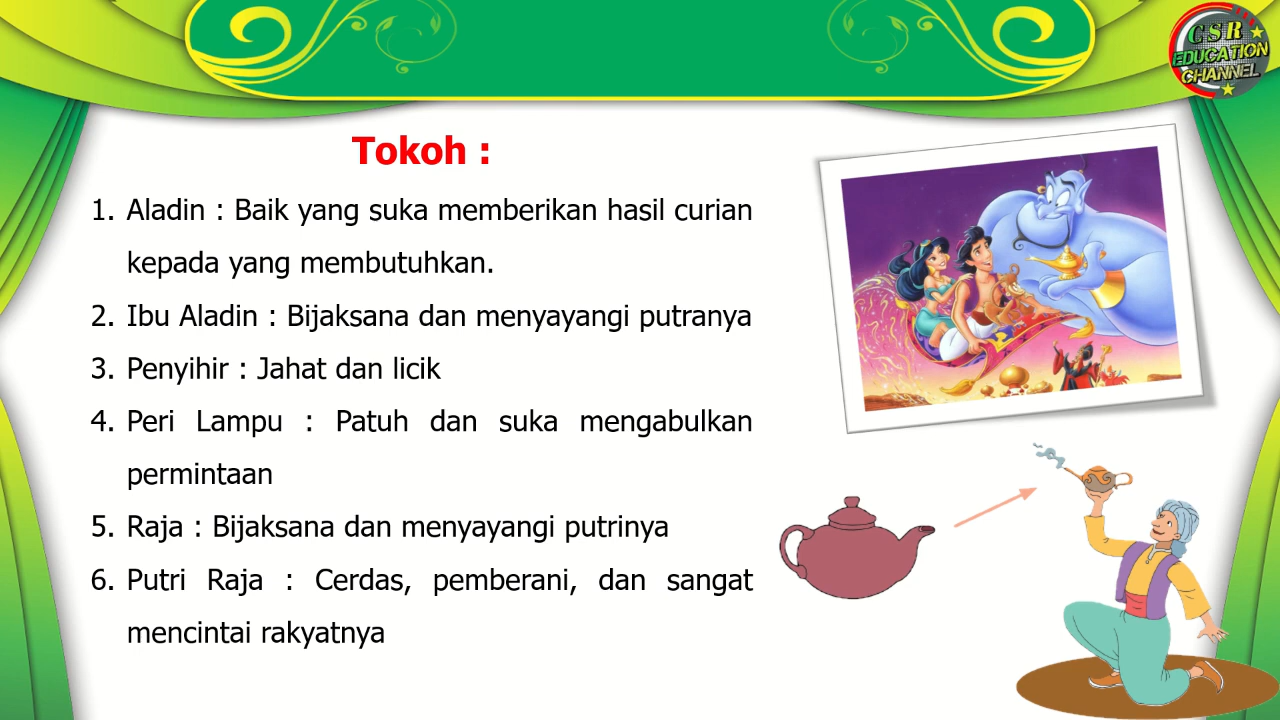 CSR
EDUCATION
CHANNEL
Tokoh :
1. Aladin : Baik yang suka memberikan hasil curian
kepada yang membutuhkan.
2. Ibu Aladin : Bijaksana dan menyayangi putranya
3. Penyihir : Jahat dan licik
4. Peri Lampu : Patuh dan suka mengabulkan
permintaan
5. Raja : Bijaksana dan menyayangi putrinya
6. Putri Raja : Cerdas, pemberani, dan sangat
mencintai rakyatnya